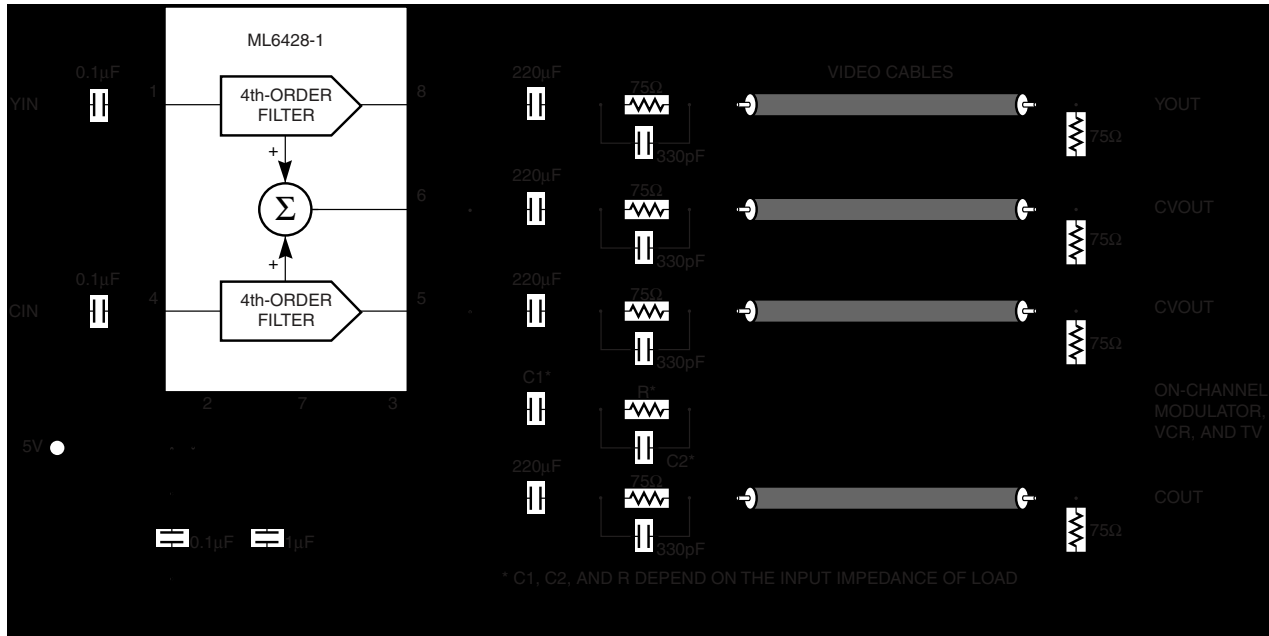 ML6428-1
0.1µF
220µF
75Ω
VIDEO CABLES
YIN
1
4th-ORDER
FILTER
8
YOUT
75Ω
330pF
+
220µF
75Ω
Σ
6
CVOUT
75Ω
330pF
+
0.1µF
220µF
75Ω
CIN
4
4th-ORDER
FILTER
5
CVOUT
75Ω
330pF
C1*
R*
2 7 3
ON-CHANNEL
MODULATOR,
VCR, AND TV
5V
C2*
220µF
75Ω
COUT
75Ω
0.1µF
1µF
330pF
* C1, C2, AND R DEPEND ON THE INPUT IMPEDANCE OF LOAD